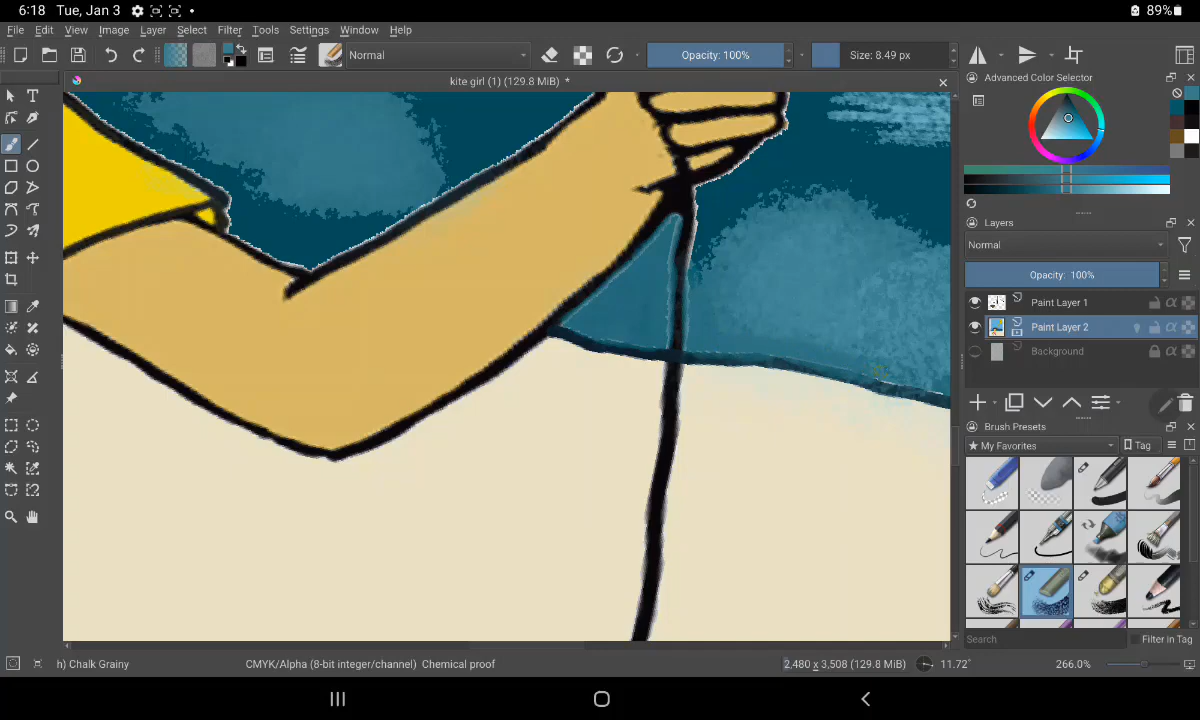 6:18 Tue, Jan 3 89%
File Edit View Image Layer Select Filter Tools Settings Window Help
Normal Opacity: 100% Size: 8.49 px
kite girl (1) (129.8 MiB) *
Advanced Color Selector
Layers
Normal
Opacity: 100%
Paint Layer 1
Paint Layer 2
Background
Brush Presets
★ My Favorites Tag
Search Filter in Tag
h) Chalk Grainy CMYK/Alpha (8-bit integer/channel) Chemical proof 2,480 x 3,508 (129.8 MiB) 11.72° 266.0%